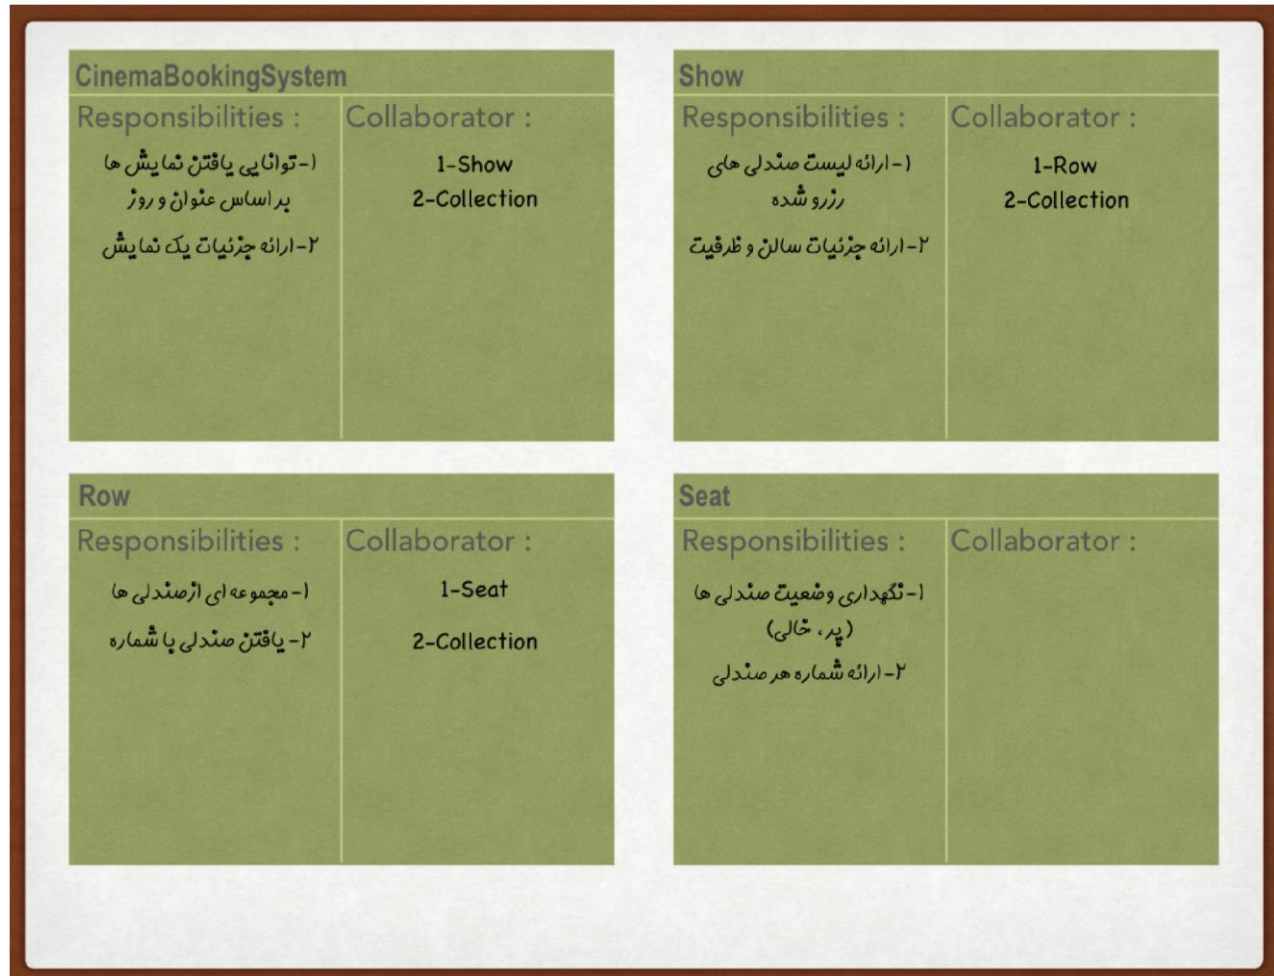 CinemaBookingSystem
Responsibilities :
۱-توانایی یافتن نمایش ها
بر اساس عنوان و روز
۲-ارائه جزئیات یک نمایش
Collaborator :
1-Show
2-Collection
Show
Responsibilities :
۱-ارائه لیست صندلی های
رزرو شده
۲-ارائه جزئیات سالن و ظرفیت
Collaborator :
1-Row
2-Collection
Row
Responsibilities :
۱-مجموعه ای ازصندلی ها
۲-یافتن صندلی با شماره
Collaborator :
1-Seat
2-Collection
Seat
Responsibilities :
۱-نگهداری وضعیت صندلی ها
(پر ، خالی)
۲-ارائه شماره هر صندلی
Collaborator :